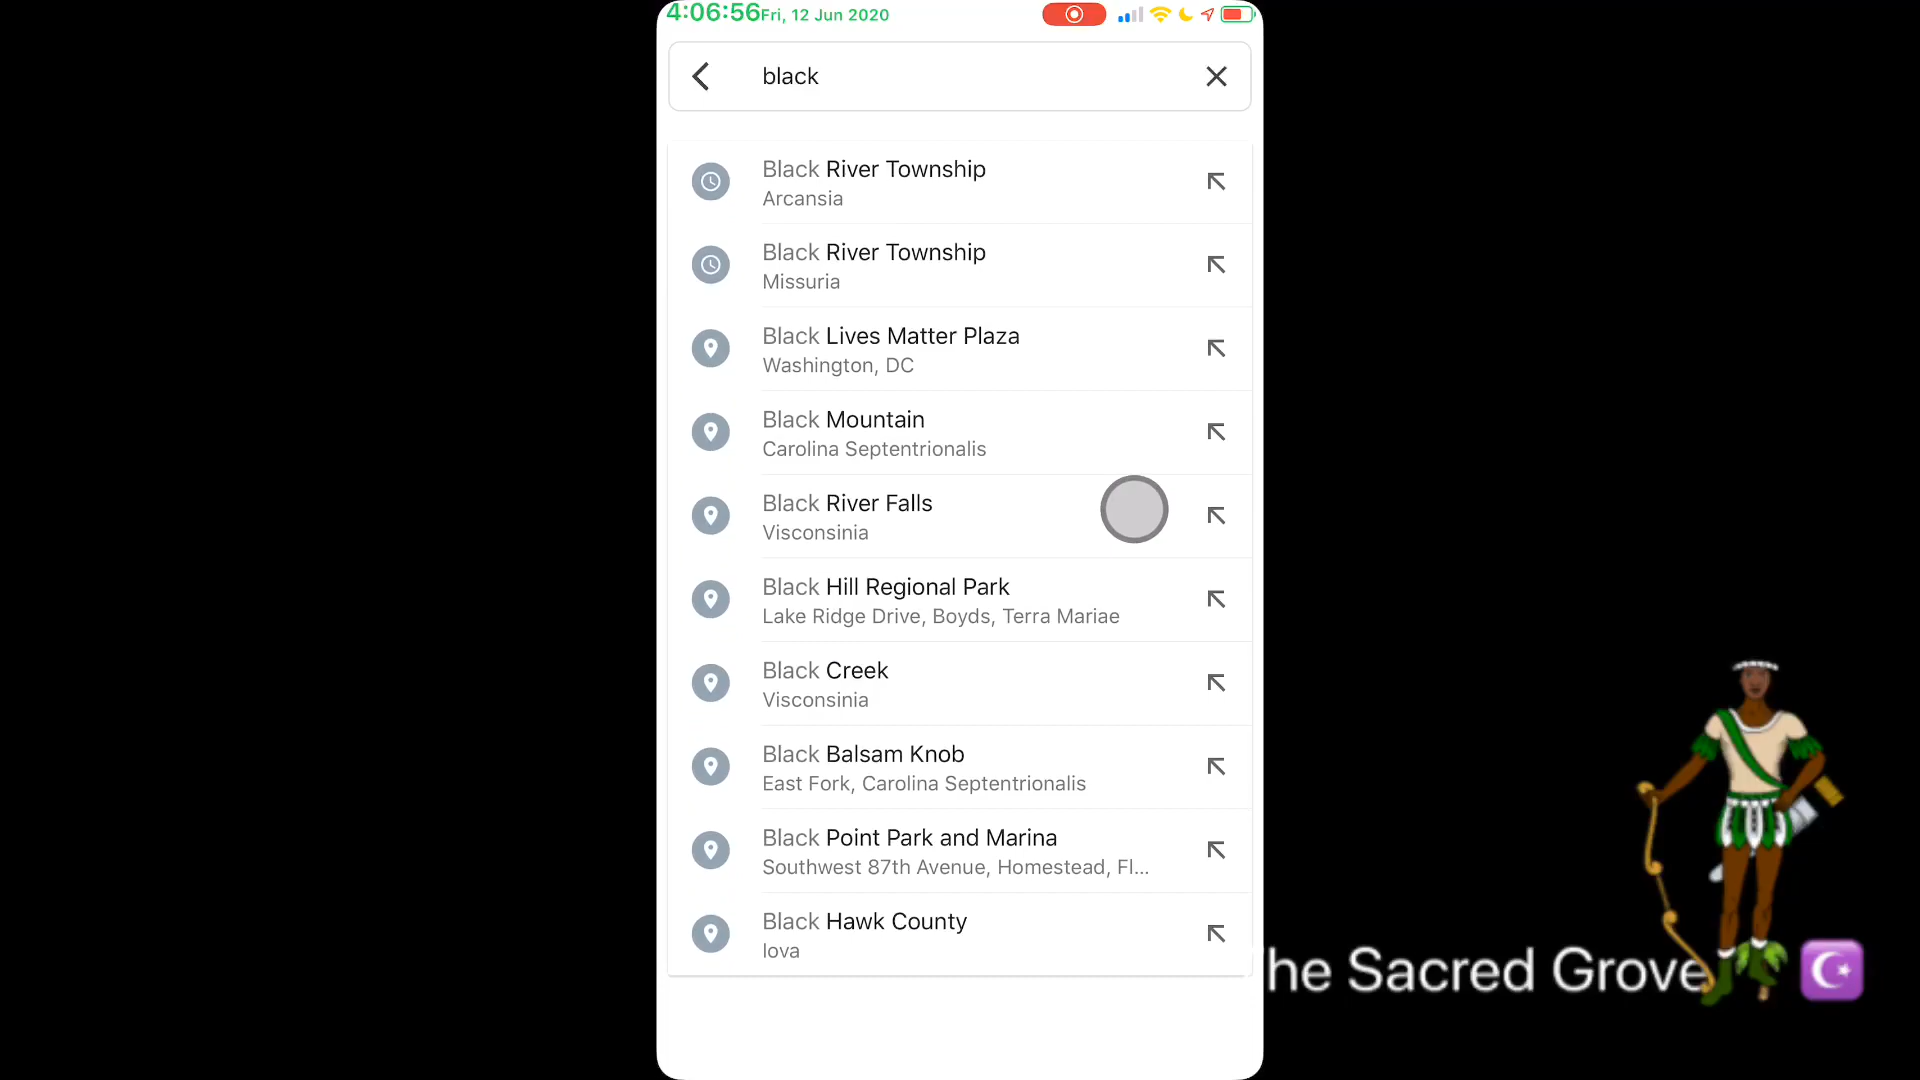 4:06:56 Fri, 12 Jun 2020
black
Black River Township
Arcansia
Black River Township
Missuria
Black Lives Matter Plaza
Washington, DC
Black Mountain
Carolina Septentrionalis
Black River Falls
Visconsinia
Black Hill Regional Park
Lake Ridge Drive, Boyds, Terra Mariae
Black Creek
Visconsinia
Black Balsam Knob
East Fork, Carolina Septentrionalis
Black Point Park and Marina
Southwest 87th Avenue, Homestead, Fl...
Black Hawk County
Iova
he Sacred Grove